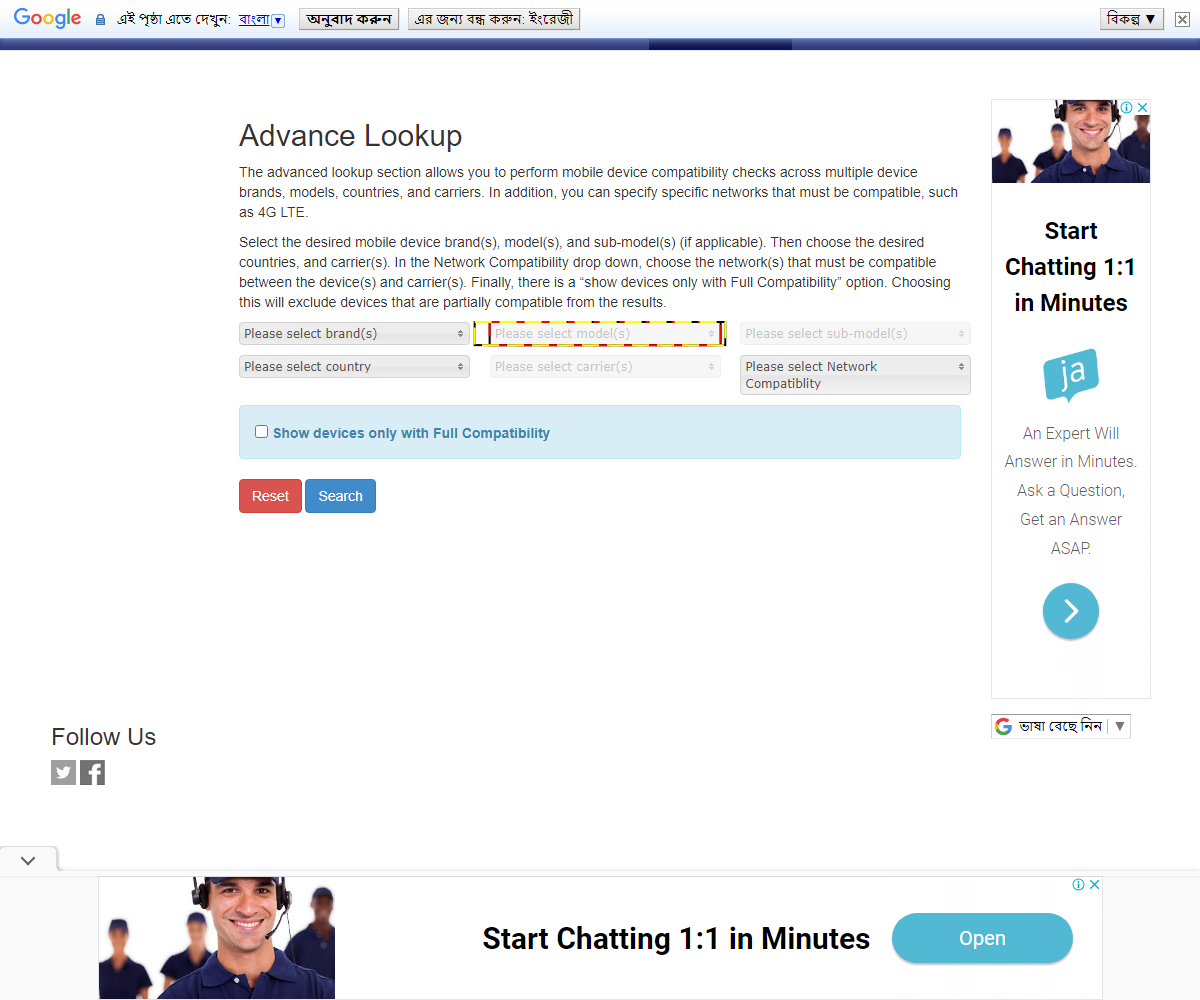 Google এই পৃষ্ঠা এতে দেখুন: বাংলা অনুবাদ করুন এর জন্য বন্ধ করুন: ইংরেজী বিকল্প ▼
Advance Lookup
The advanced lookup section allows you to perform mobile device compatibility checks across multiple device
brands, models, countries, and carriers. In addition, you can specify specific networks that must be compatible, such
as 4G LTE.
Select the desired mobile device brand(s), model(s), and sub-model(s) (if applicable). Then choose the desired
countries, and carrier(s). In the Network Compatibility drop down, choose the network(s) that must be compatible
between the device(s) and carrier(s). Finally, there is a “show devices only with Full Compatibility” option. Choosing
this will exclude devices that are partially compatible from the results.
Please select brand(s) Please select model(s) Please select sub-model(s)
Please select country Please select carrier(s) Please select Network
Compatiblity
Show devices only with Full Compatibility
Reset Search
Start
Chatting 1:1
in Minutes
ja
An Expert Will
Answer in Minutes.
Ask a Question,
Get an Answer
ASAP.
G ভাষা বেছে নিন ▼
Follow Us
Start Chatting 1:1 in Minutes Open